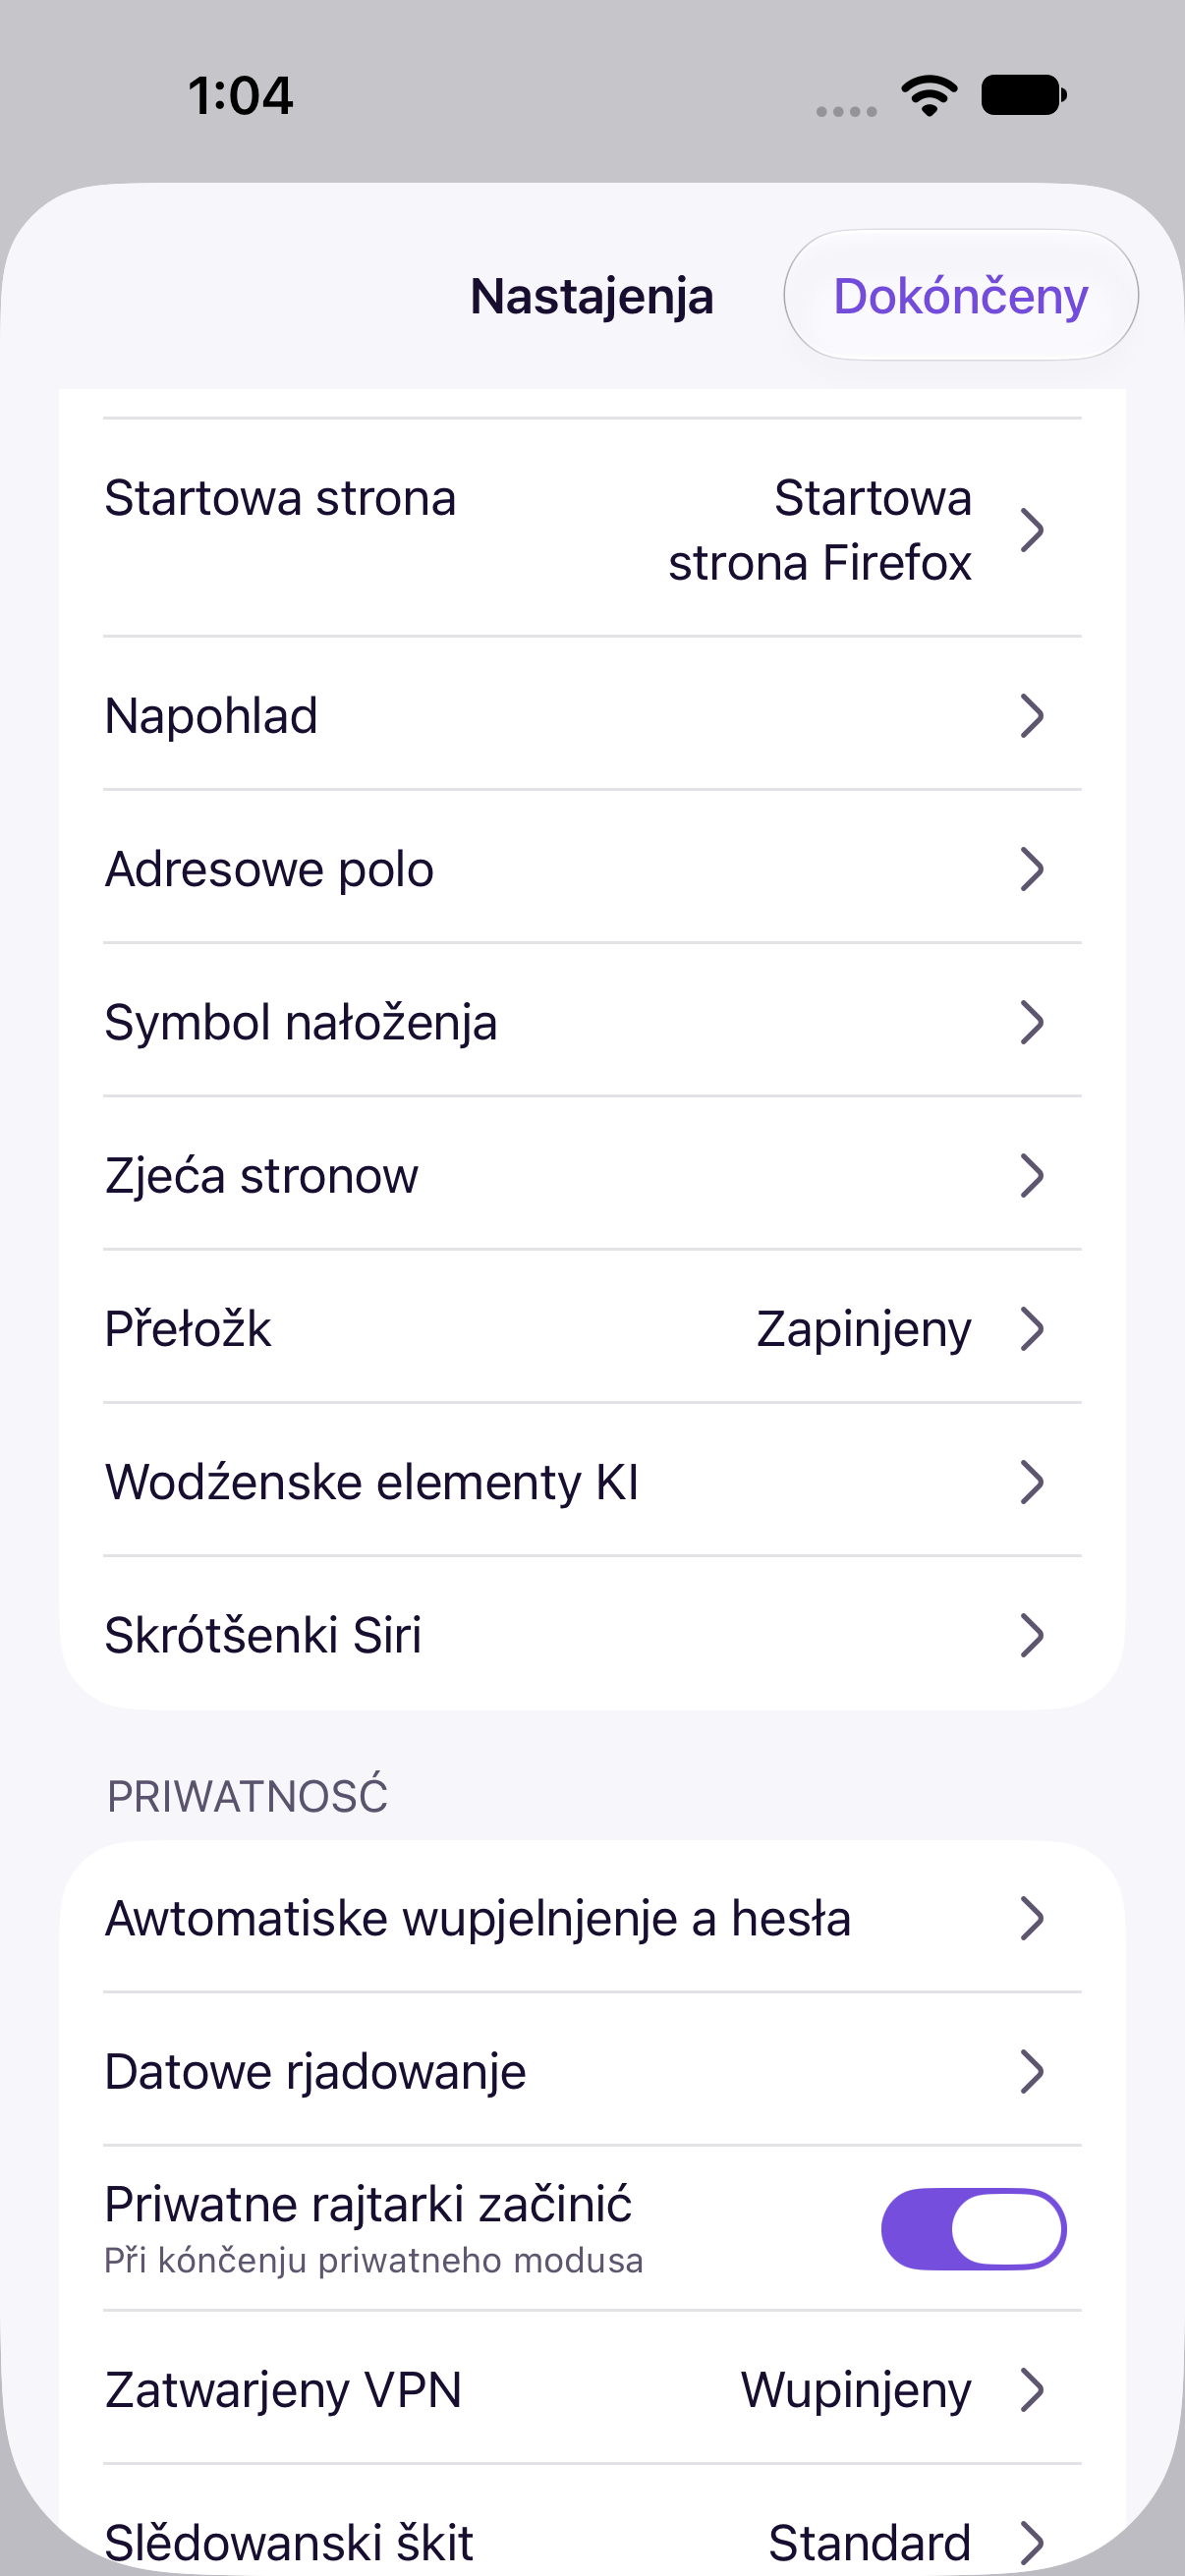 1:04
Nastajenja
Dokónčeny
Startowa strona
Startowa
strona Firefox
Napohlad
Adresowe polo
Symbol nałoženja
Zjeća stronow
Přełožk
Zapinjeny
Wodźenske elementy KI
Skrótšenki Siri
PRIWATNOSĆ
Awtomatiske wupjelnjenje a hesła
Datowe rjadowanje
Priwatne rajtarki začinić
Při kónčenju priwatneho modusa
Zatwarjeny VPN
Wupinjeny
Slědowanski škit
Standard